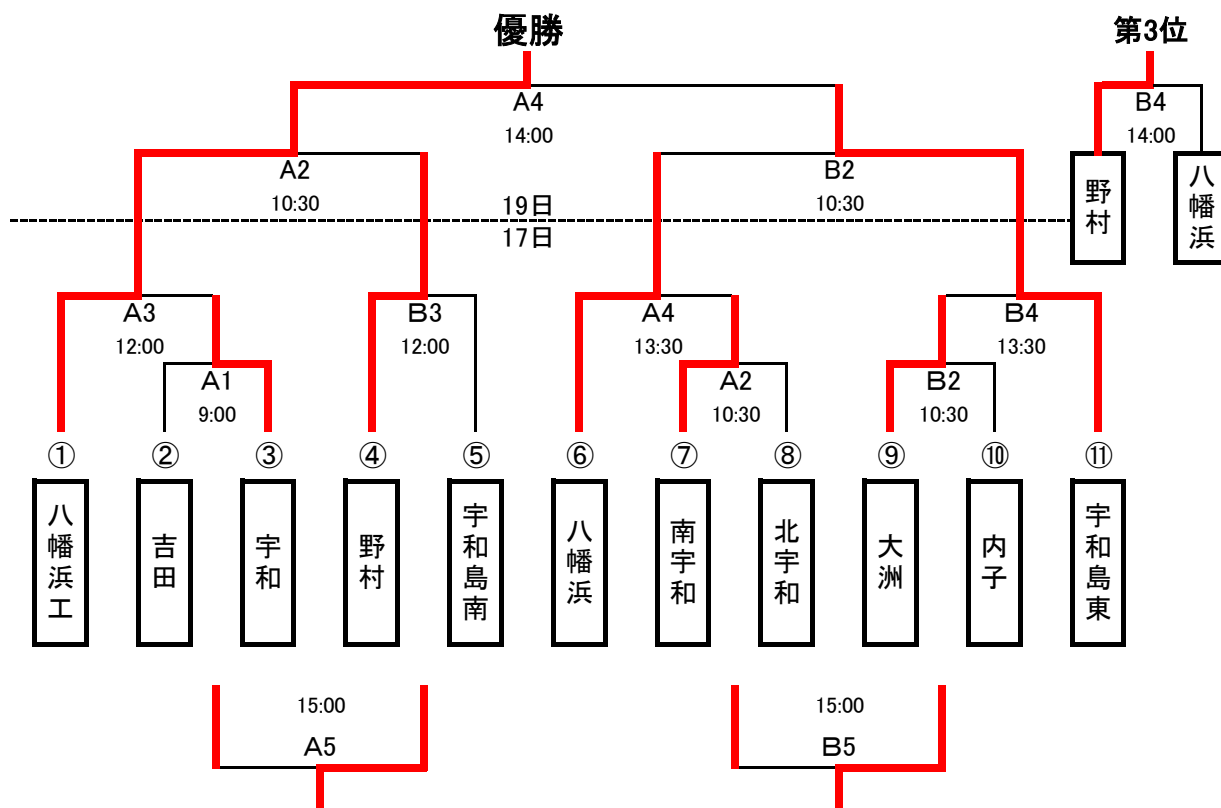 優勝
第3位
A4
14:00
B4
14:00
A2
10:30
B2
10:30
野村
八幡浜
19日
17日
A3
12:00
B3
12:00
A4
13:30
B4
13:30
A1
9:00
A2
10:30
B2
10:30
①
②
③
④
⑤
⑥
⑦
⑧
⑨
⑩
⑪
八幡浜工
吉田
宇和
野村
宇和島南
八幡浜
南宇和
北宇和
大洲
内子
宇和島東
15:00
A5
15:00
B5